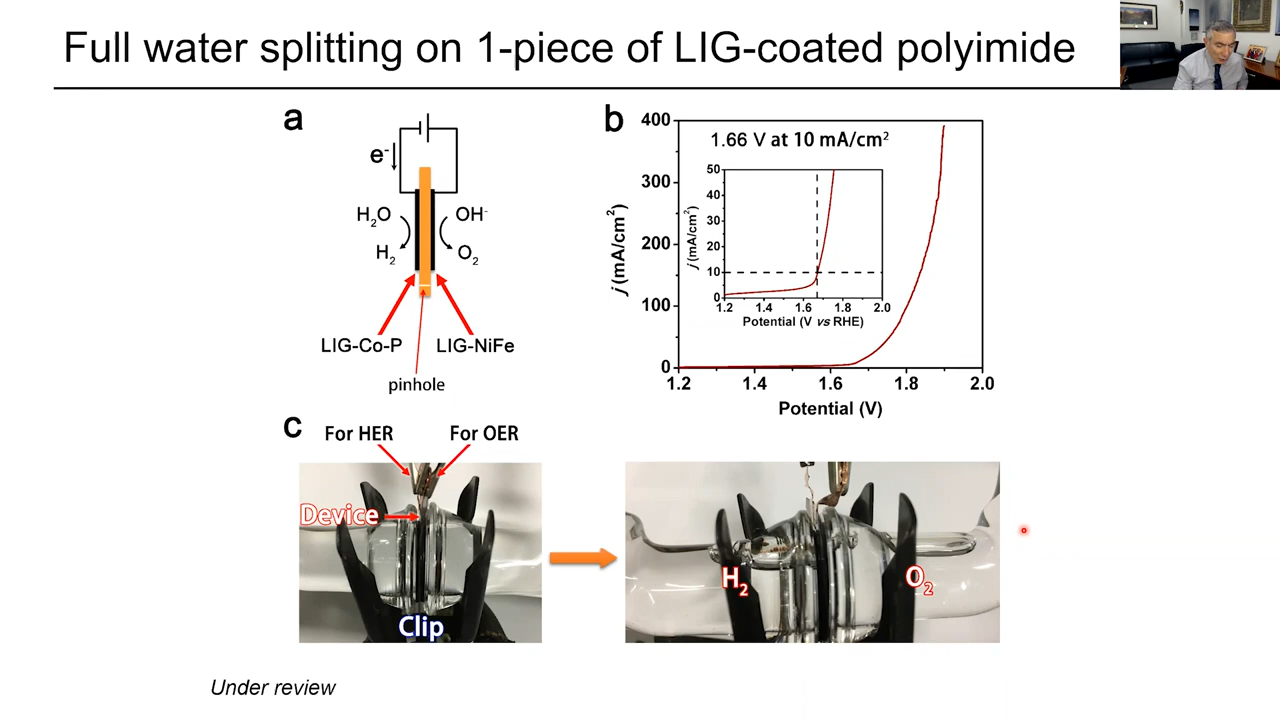 Full water splitting on 1-piece of LIG-coated polyimide
a
e-
H2O
OH-
H2
O2
LIG-Co-P
LIG-NiFe
pinhole
b
1.66 V at 10 mA/cm2
400
300
200
100
0
j (mA/cm2)
1.2
1.4
1.6
1.8
2.0
Potential (V)
50
40
30
20
10
0
j (mA/cm2)
1.2
1.4
1.6
1.8
2.0
Potential (V vs RHE)
c
For HER
For OER
Device
Clip
H2
O2
Under review